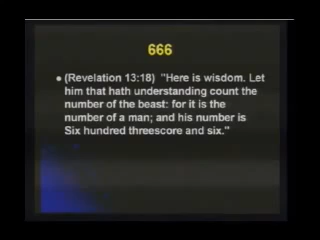 666
• (Revelation 13:18) "Here is wisdom. Let
him that hath understanding count the
number of the beast: for it is the
number of a man; and his number is
Six hundred threescore and six."